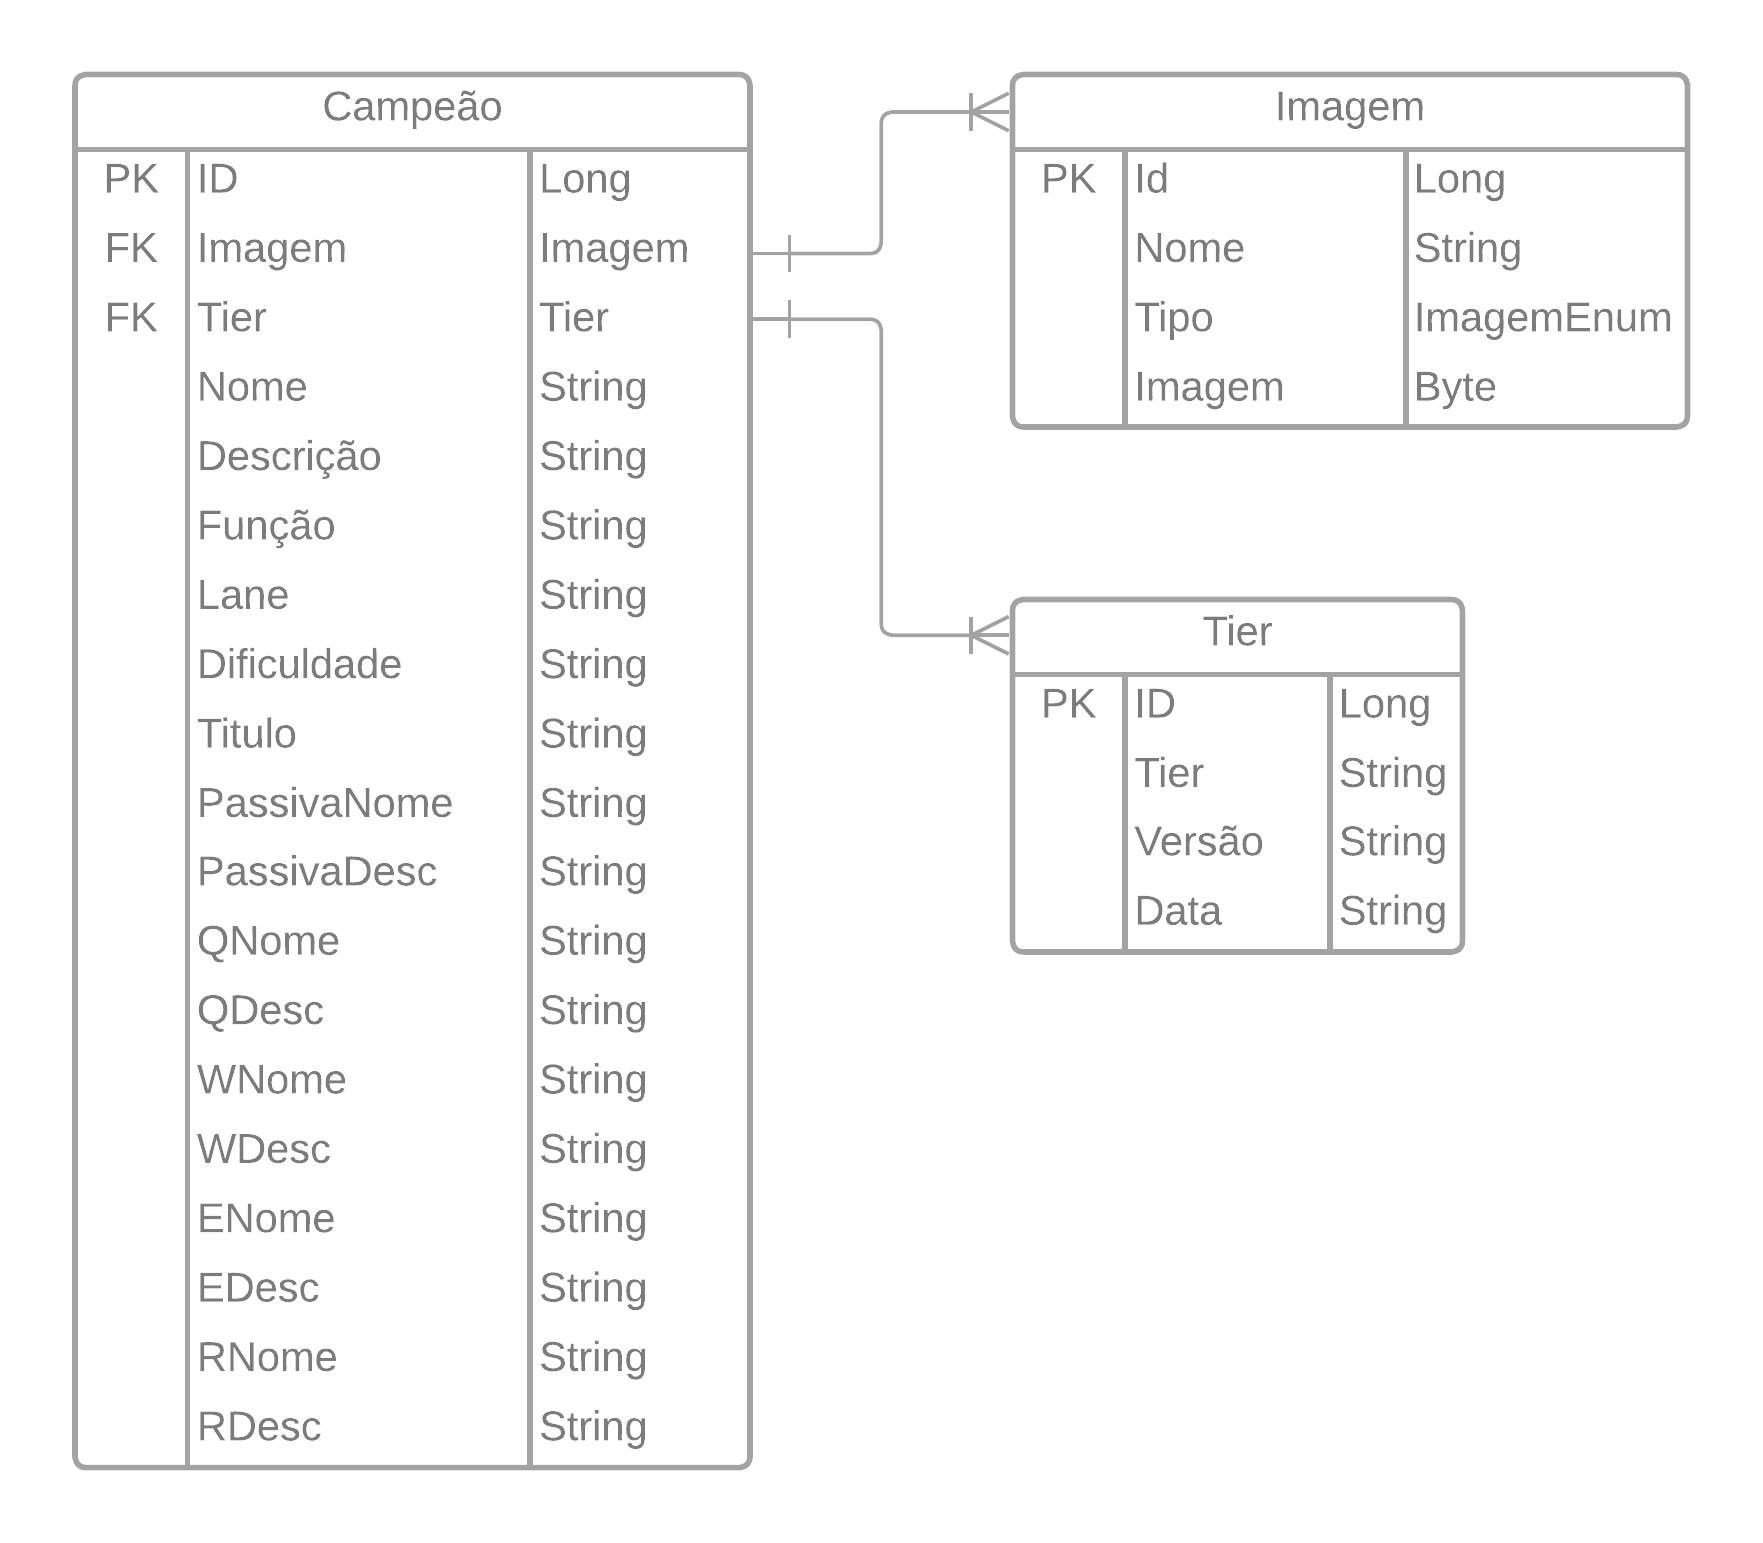 Campeão
PK ID Long
FK Imagem Imagem
FK Tier Tier
Nome String
Descrição String
Função String
Lane String
Dificuldade String
Titulo String
PassivaNome String
PassivaDesc String
QNome String
QDesc String
WNome String
WDesc String
ENome String
EDesc String
RNome String
RDesc String
Imagem
PK Id Long
Nome String
Tipo ImagemEnum
Imagem Byte
Tier
PK ID Long
Tier String
Versão String
Data String